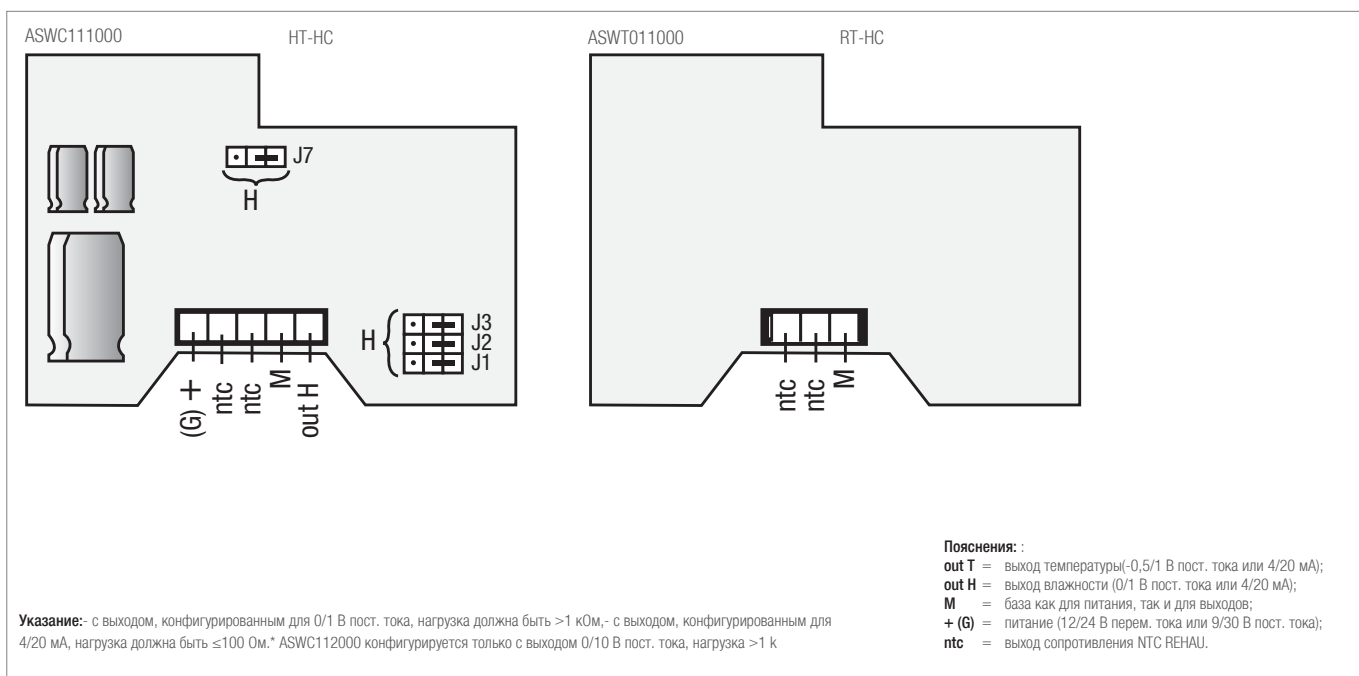 ASWC111000 HT-HC
ASWT011000 RT-HC
J7
H
H
J3
J2
J1
(G) +
ntc
ntc
M
out H
ntc
ntc
M
Пояснения: :
out T = выход температуры(-0,5/1 В пост. тока или 4/20 мА);
out H = выход влажности (0/1 В пост. тока или 4/20 мА);
M = база как для питания, так и для выходов;
+ (G) = питание (12/24 В перем. тока или 9/30 В пост. тока);
ntc = выход сопротивления NTC REHAU.
Указание:- с выходом, конфигурированным для 0/1 В пост. тока, нагрузка должна быть >1 кОм,- с выходом, конфигурированным для
4/20 мА, нагрузка должна быть ≤100 Ом.* ASWC112000 конфигурируется только с выходом 0/10 В пост. тока, нагрузка >1 k